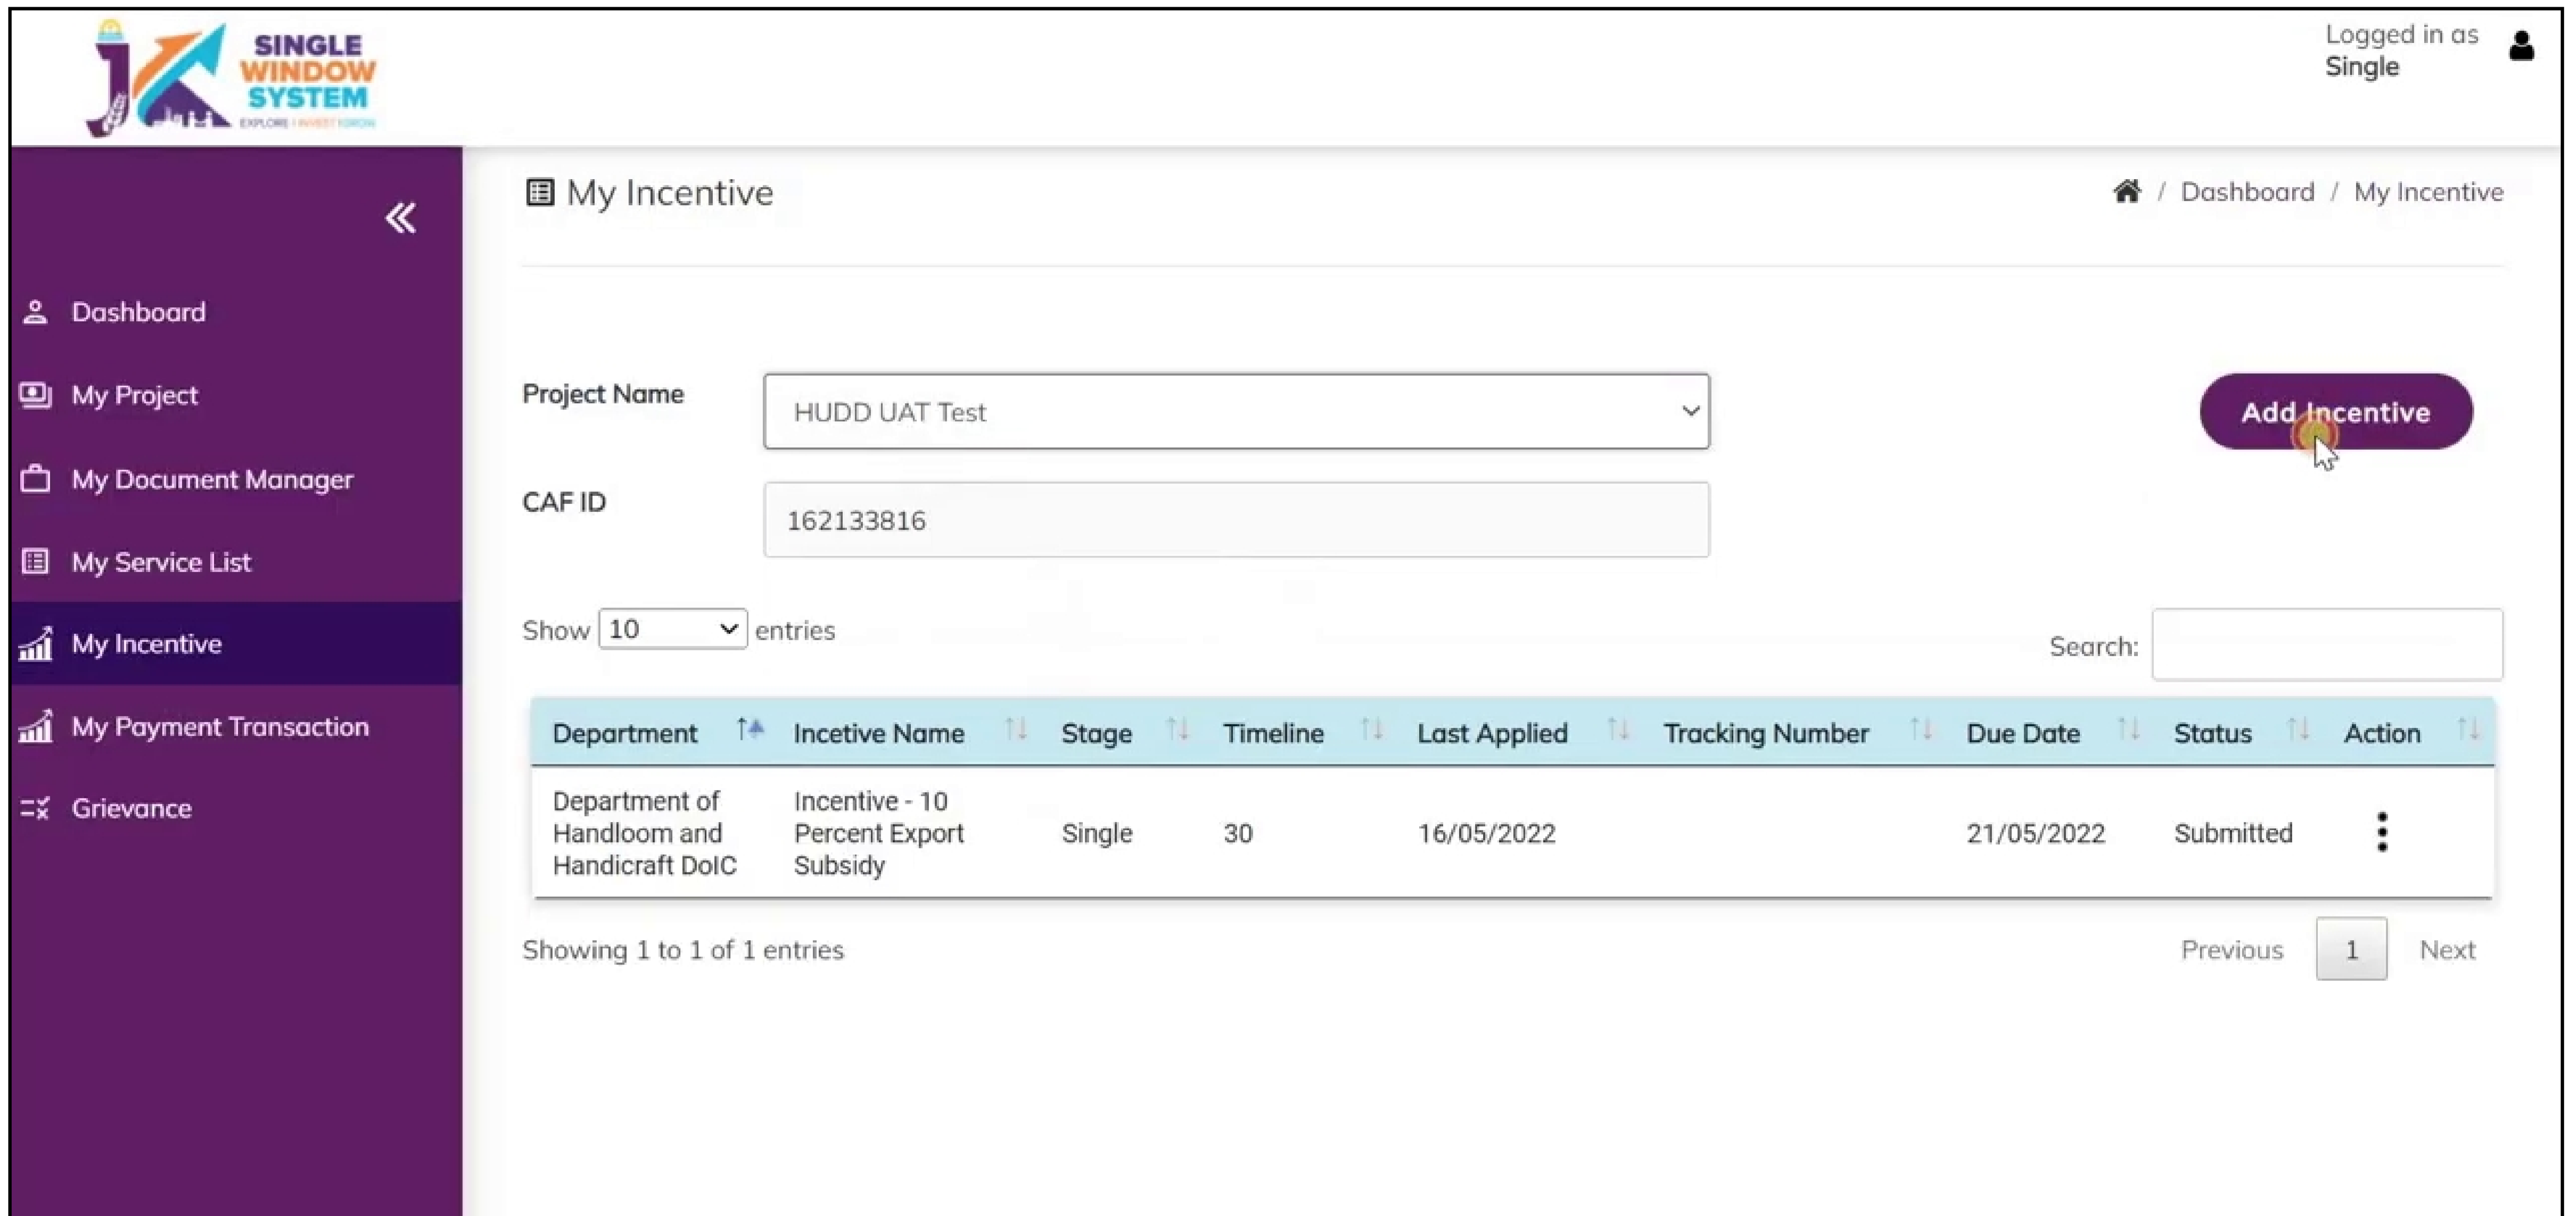 SINGLE
WINDOW
SYSTEM
EXPLORE | INVEST | GROW
Logged in as
Single
My Incentive
/ Dashboard / My Incentive
Dashboard
My Project
My Document Manager
My Service List
My Incentive
My Payment Transaction
Grievance
Project Name
HUDD UAT Test
Add Incentive
CAF ID
162133816
Show 10 entries
Search:
Department Incetive Name Stage Timeline Last Applied Tracking Number Due Date Status Action
Department of
Handloom and
Handicraft DoIC
Incentive - 10
Percent Export
Subsidy
Single
30
16/05/2022
21/05/2022
Submitted
Showing 1 to 1 of 1 entries
Previous 1 Next